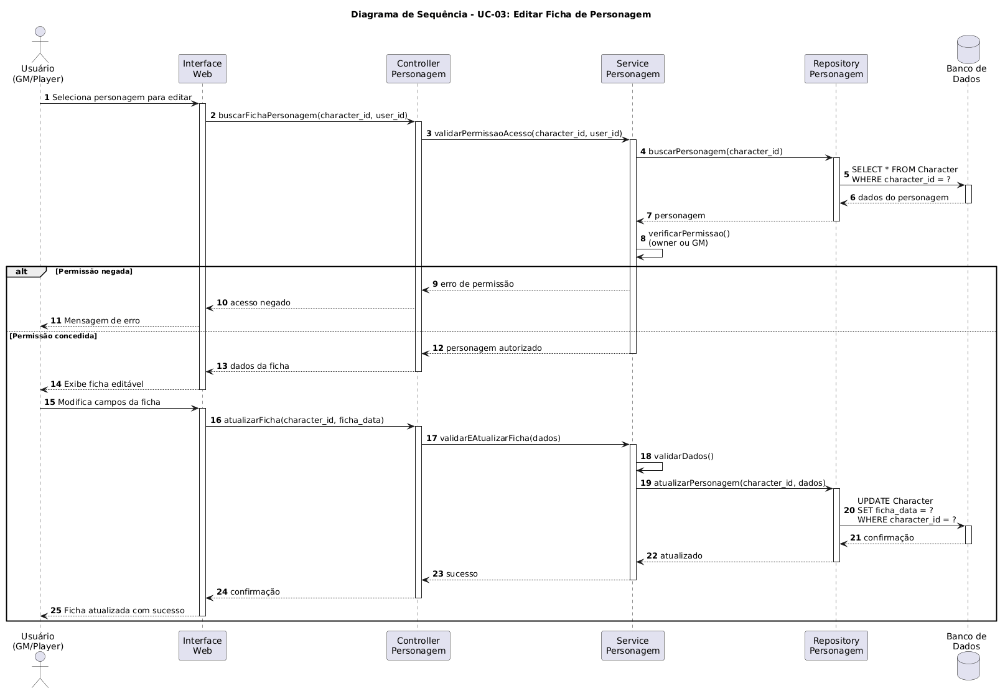 Diagrama de Sequência - UC-03: Editar Ficha de Personagem
Usuário
(GM/Player)
Interface
Web
Controller
Personagem
Service
Personagem
Repository
Personagem
Banco de
Dados
1 Seleciona personagem para editar
2 buscarFichaPersonagem(character_id, user_id)
3 validarPermissaoAcesso(character_id, user_id)
4 buscarPersonagem(character_id)
5 SELECT * FROM Character
WHERE character_id = ?
6 dados do personagem
7 personagem
8 verificarPermissao()
(owner ou GM)
alt [Permissão negada]
9 erro de permissão
10 acesso negado
11 Mensagem de erro
[Permissão concedida]
12 personagem autorizado
13 dados da ficha
14 Exibe ficha editável
15 Modifica campos da ficha
16 atualizarFicha(character_id, ficha_data)
17 validarEAtualizarFicha(dados)
18 validarDados()
19 atualizarPersonagem(character_id, dados)
20 UPDATE Character
SET ficha_data = ?
WHERE character_id = ?
21 confirmação
22 atualizado
23 sucesso
24 confirmação
25 Ficha atualizada com sucesso
Usuário
(GM/Player)
Interface
Web
Controller
Personagem
Service
Personagem
Repository
Personagem
Banco de
Dados